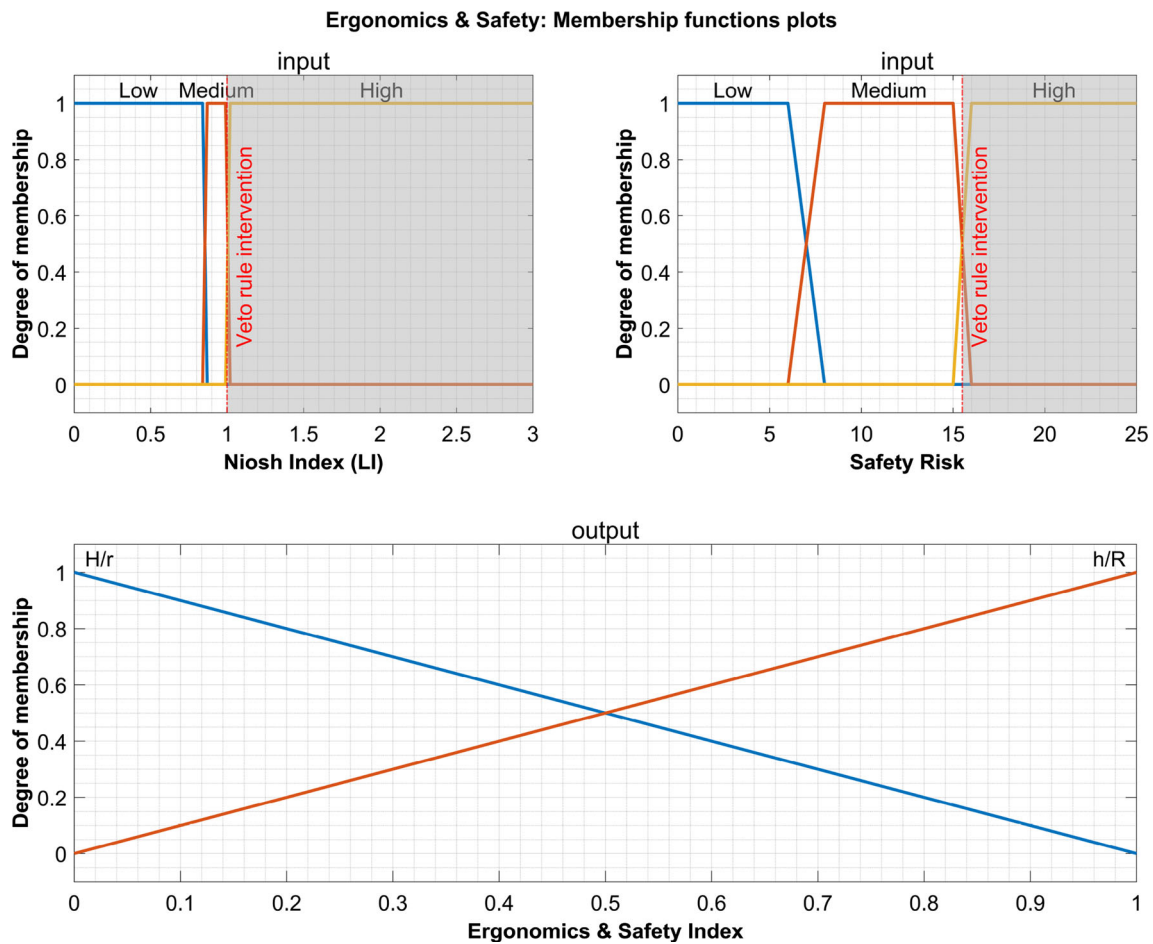 Ergonomics & Safety: Membership functions plots
input
Low Medium High
1
0.8
0.6
0.4
0.2
0
Degree of membership
Veto rule intervention
0 0.5 1 1.5 2 2.5 3
Niosh Index (LI)
input
Low Medium High
1
0.8
0.6
0.4
0.2
0
Degree of membership
Veto rule intervention
0 5 10 15 20 25
Safety Risk
output
H/r h/R
1
0.8
0.6
0.4
0.2
0
Degree of membership
0 0.1 0.2 0.3 0.4 0.5 0.6 0.7 0.8 0.9 1
Ergonomics & Safety Index